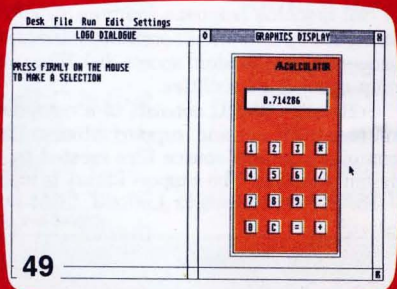 Desk File Run Edit Settings
LOGO DIALOGUE
GRAPHICS DISPLAY
PRESS FIRMLY ON THE MOUSE
TO MAKE A SELECTION
CALCULATOR
0.714286
1 2 3 *
4 5 6 /
7 8 9 -
0 C = +
49